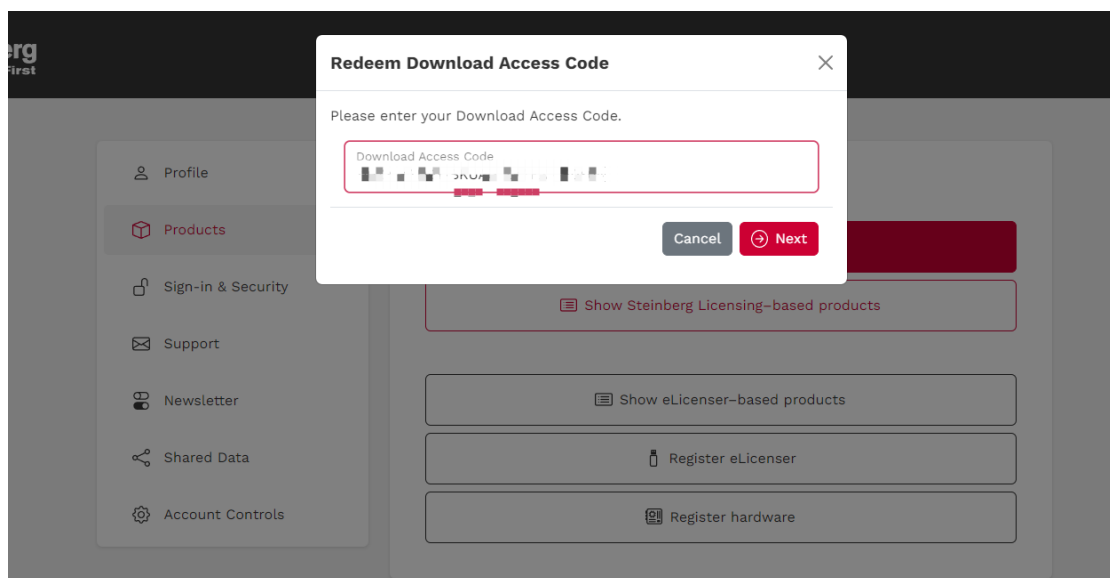 erg
First
Redeem Download Access Code
Please enter your Download Access Code.
Download Access Code
Cancel
Next
Profile
Products
Sign-in & Security
Support
Newsletter
Shared Data
Account Controls
Show Steinberg Licensing–based products
Show eLicenser–based products
Register eLicenser
Register hardware